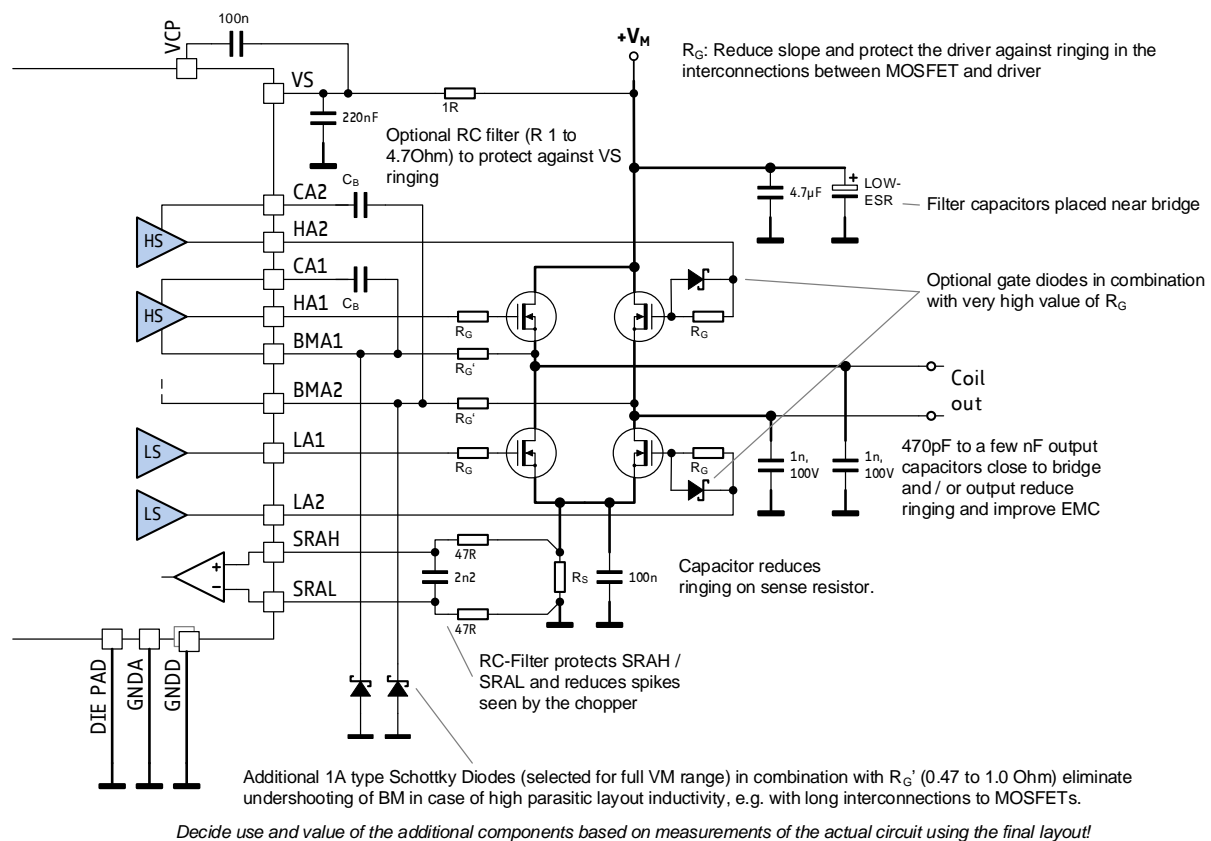 100n
VCP
+VM
RG: Reduce slope and protect the driver against ringing in the
interconnections between MOSFET and driver
VS
1R
220nF
Optional RC filter (R 1 to
4.7Ohm) to protect against VS
ringing
4.7µF
+
LOW-
ESR
Filter capacitors placed near bridge
CA2
CB
HS
HA2
CA1
CB
Optional gate diodes in combination
with very high value of RG
HS
HA1
RG
RG
BMA1
RG'
Coil
out
BMA2
RG'
LS
LA1
RG
RG
1n,
100V
1n,
100V
470pF to a few nF output
capacitors close to bridge
and / or output reduce
ringing and improve EMC
LS
LA2
SRAH
47R
+
-
2n2
RS
100n
Capacitor reduces
ringing on sense resistor.
SRAL
47R
RC-Filter protects SRAH /
SRAL and reduces spikes
seen by the chopper
DIE PAD
GNDA
GNDD
Additional 1A type Schottky Diodes (selected for full VM range) in combination with RG' (0.47 to 1.0 Ohm) eliminate
undershooting of BM in case of high parasitic layout inductivity, e.g. with long interconnections to MOSFETs.
Decide use and value of the additional components based on measurements of the actual circuit using the final layout!